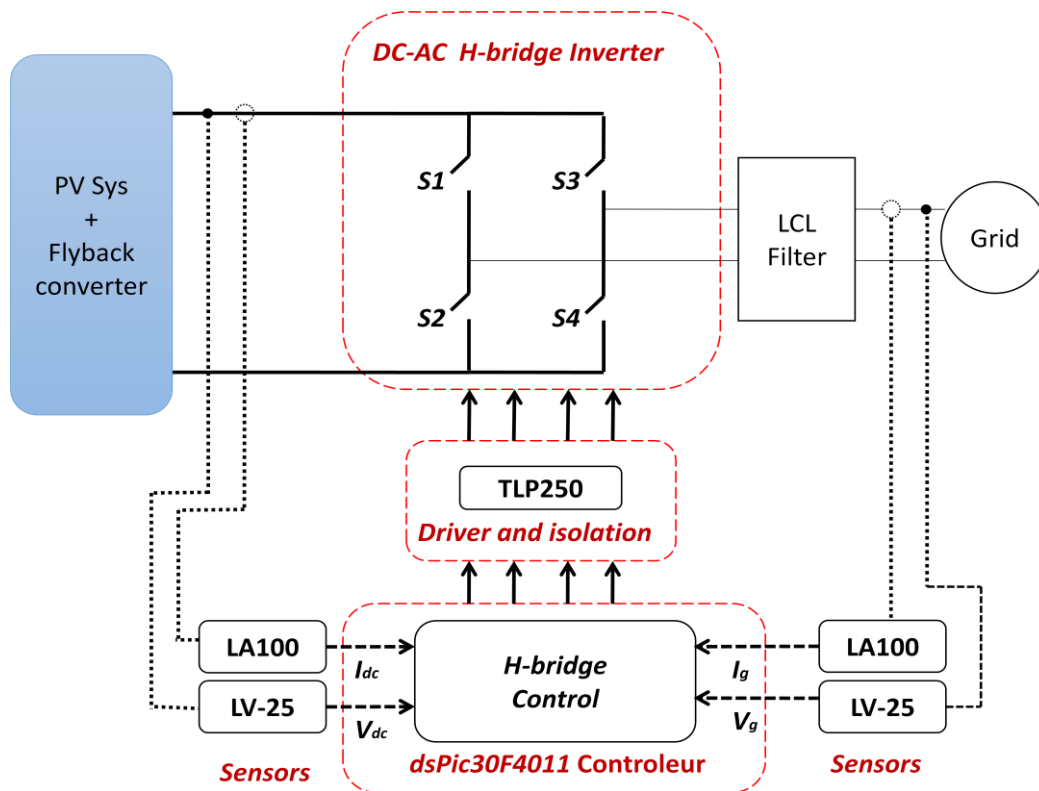 DC-AC H-bridge Inverter
PV Sys
+
Flyback
converter
S1
S3
S2
S4
LCL
Filter
Grid
TLP250
Driver and isolation
LA100
LV-25
Idc
Vdc
H-bridge
Control
Ig
Vg
LA100
LV-25
Sensors
dsPic30F4011 Controleur
Sensors